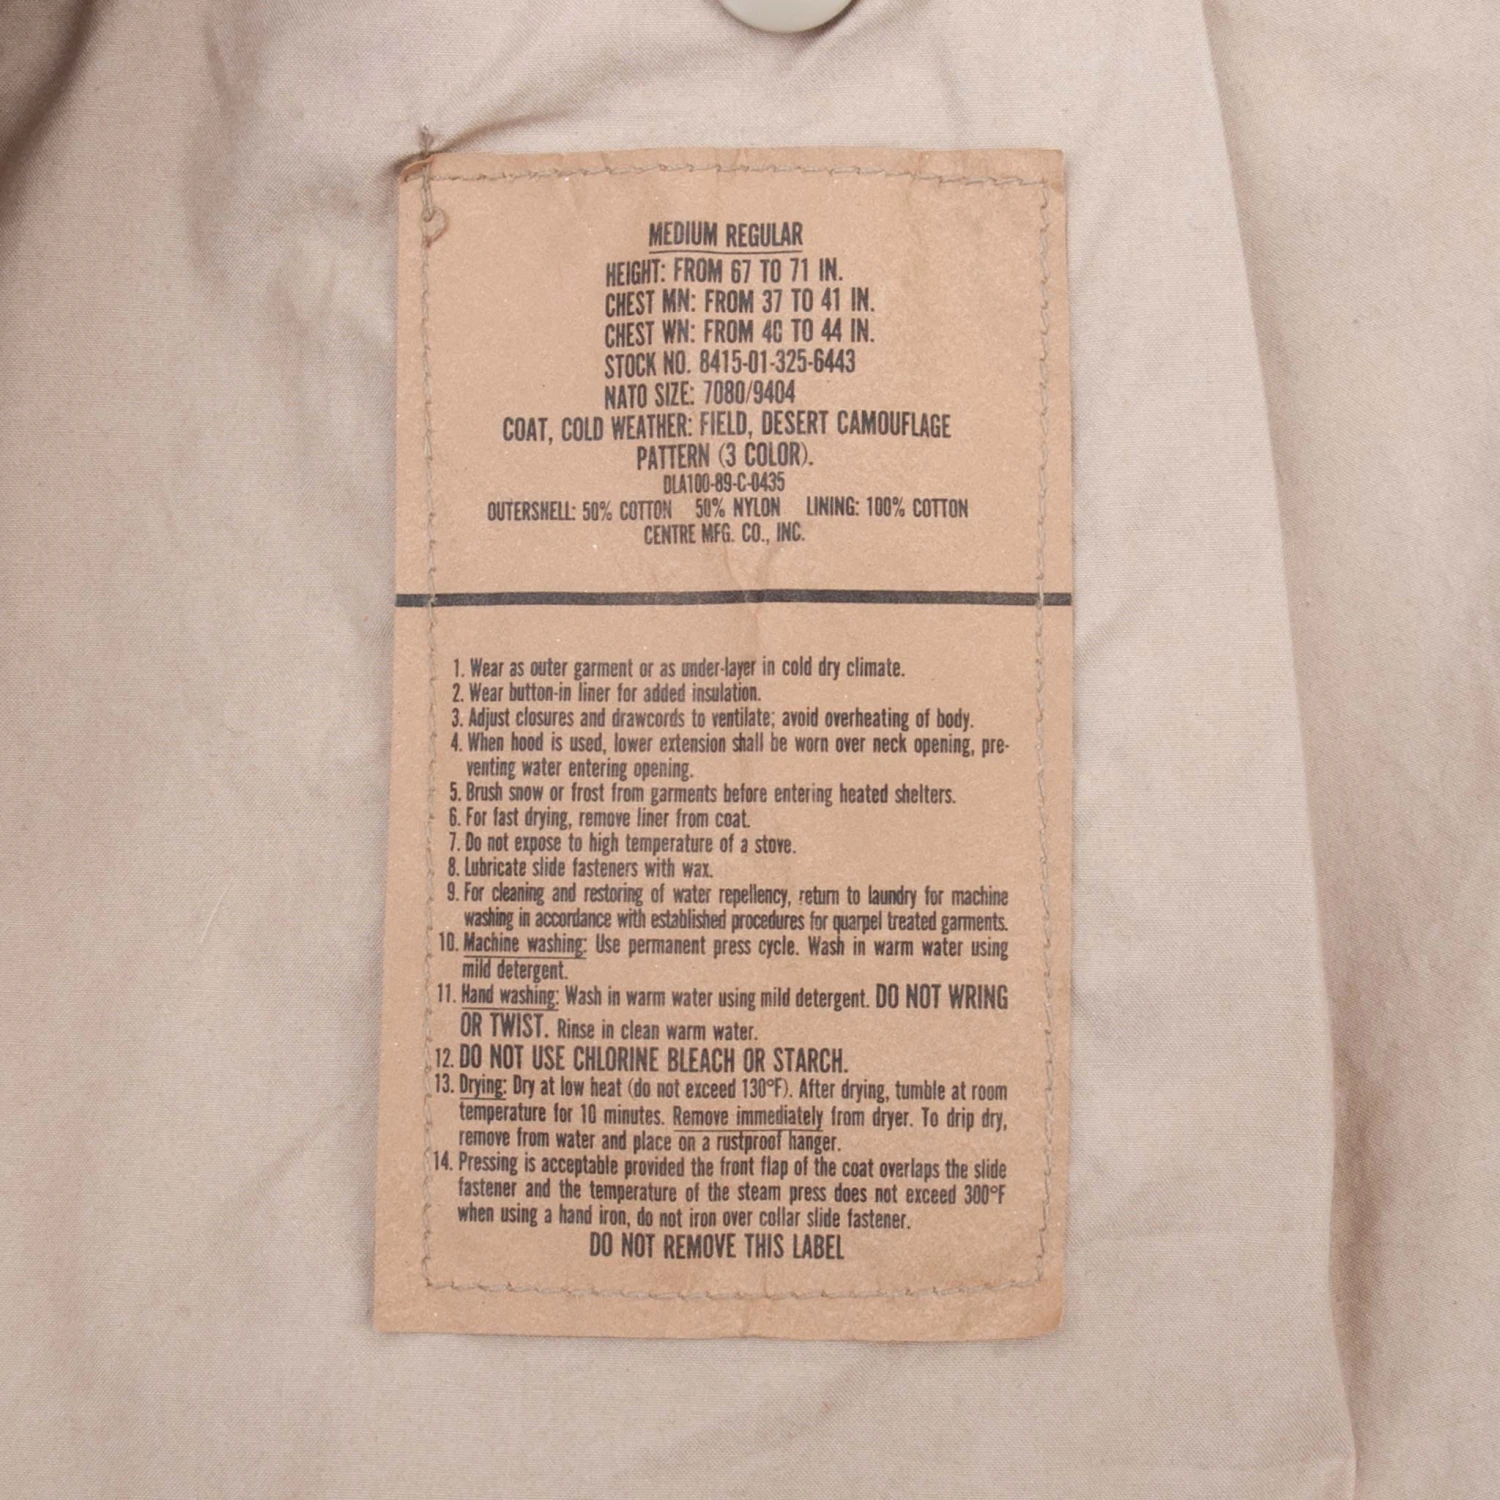 MEDIUM REGULAR
HEIGHT: FROM 67 TO 71 IN.
CHEST MN: FROM 37 TO 41 IN.
CHEST WN: FROM 40 TO 44 IN.
STOCK NO. 8415-01-325-6443
NATO SIZE: 7080/9404
COAT, COLD WEATHER: FIELD, DESERT CAMOUFLAGE
PATTERN (3 COLOR).
DLA100-89-C-0435
OUTERSHELL: 50% COTTON 50% NYLON LINING: 100% COTTON
CENTRE MFG. CO., INC.
1. Wear as outer garment or as under-layer in cold dry climate.
2. Wear button-in liner for added insulation.
3. Adjust closures and drawcords to ventilate; avoid overheating of body.
4. When hood is used, lower extension shall be worn over neck opening, pre-
venting water entering opening.
5. Brush snow or frost from garments before entering heated shelters.
6. For fast drying, remove liner from coat.
7. Do not expose to high temperature of a stove.
8. Lubricate slide fasteners with wax.
9. For cleaning and restoring of water repellency, return to laundry for machine
washing in accordance with established procedures for quarpel treated garments.
10. Machine washing: Use permanent press cycle. Wash in warm water using
mild detergent.
11. Hand washing: Wash in warm water using mild detergent. DO NOT WRING
OR TWIST. Rinse in clean warm water.
12. DO NOT USE CHLORINE BLEACH OR STARCH.
13. Drying: Dry at low heat (do not exceed 130°F). After drying, tumble at room
temperature for 10 minutes. Remove immediately from dryer. To drip dry,
remove from water and place on a rustproof hanger.
14. Pressing is acceptable provided the front flap of the coat overlaps the slide
fastener and the temperature of the steam press does not exceed 300°F
when using a hand iron, do not iron over collar slide fastener.
DO NOT REMOVE THIS LABEL